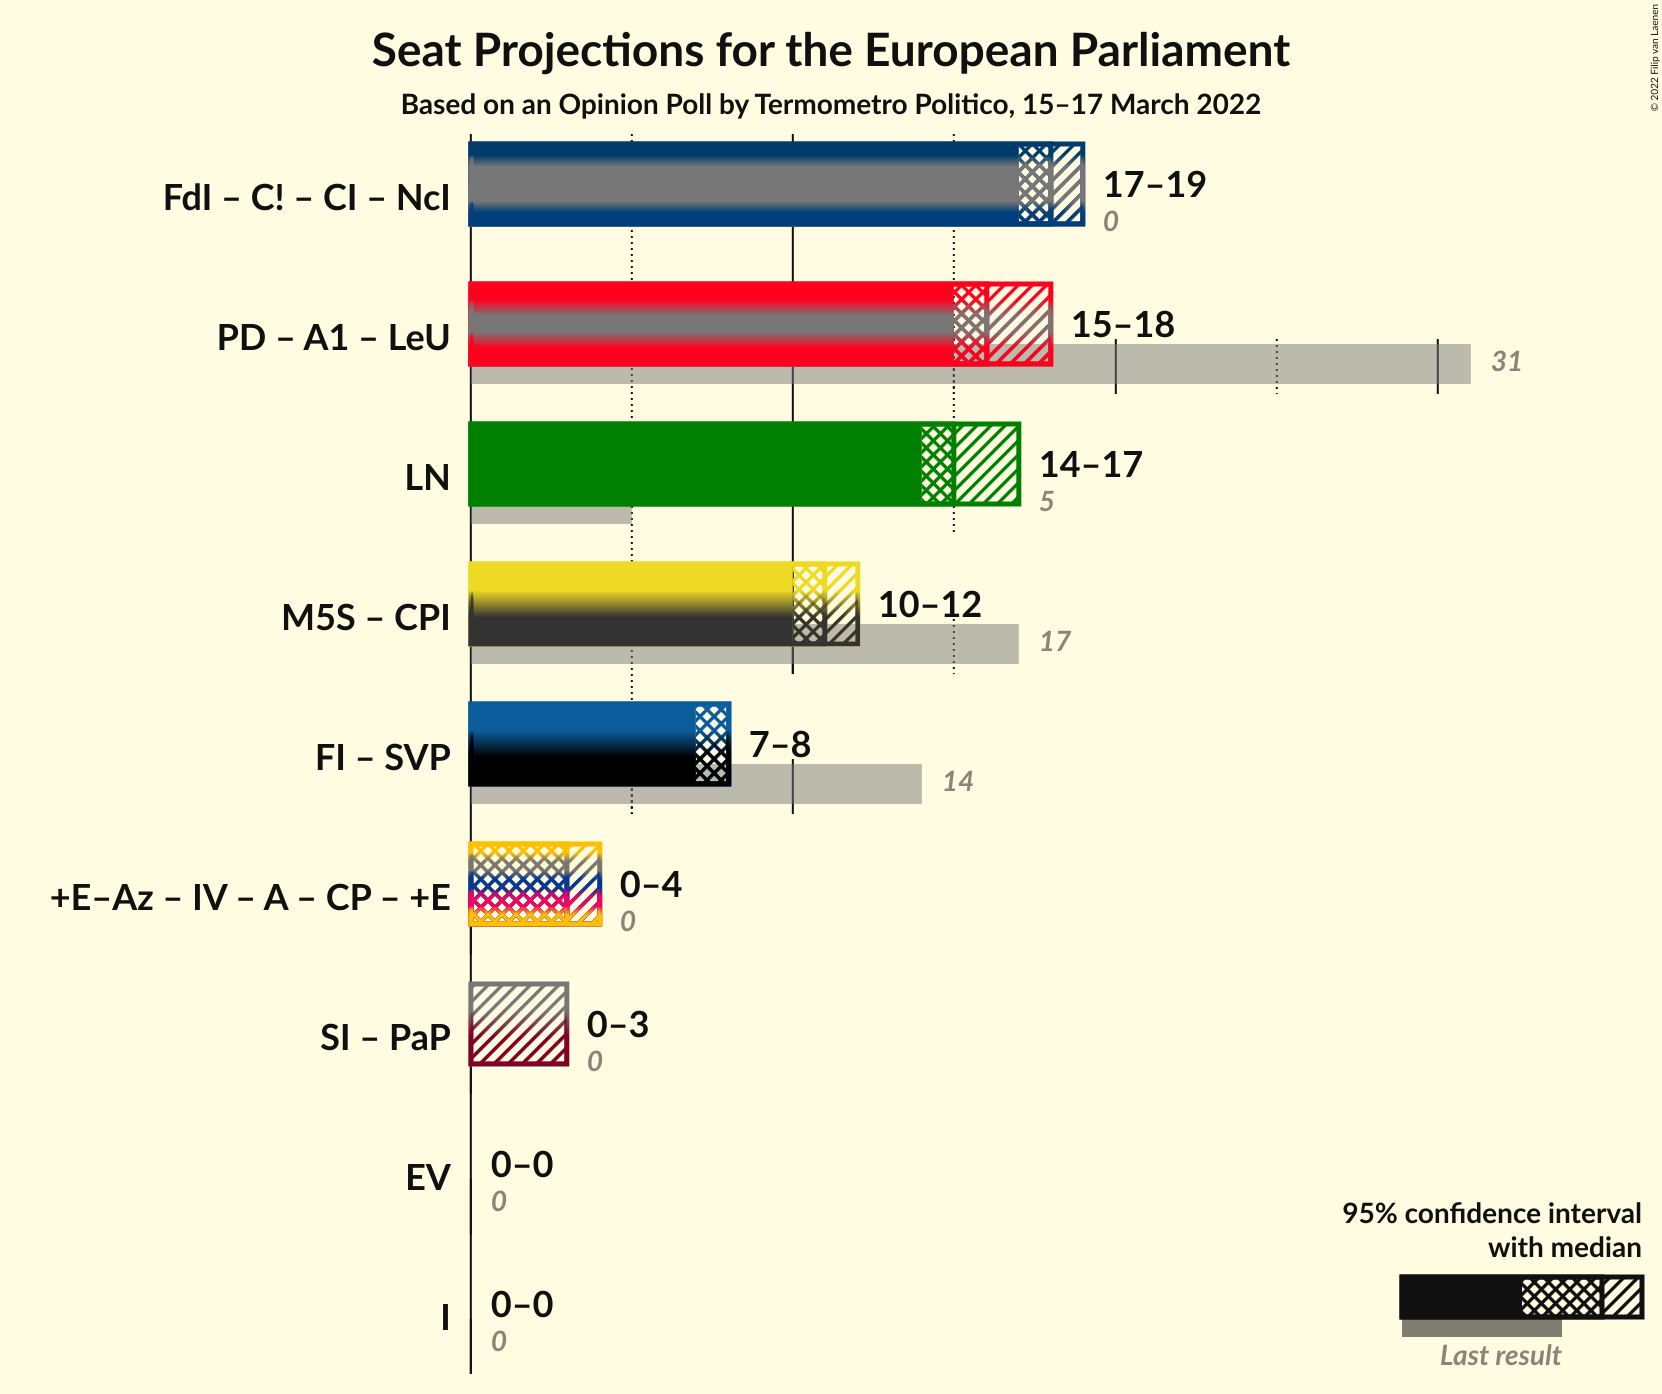 Seat Projections for the European Parliament
Based on an Opinion Poll by Termometro Politico, 15–17 March 2022
© 2022 Filip van Laenen
FdI – C! – CI – NcI
17–19
0
PD – A1 – LeU
15–18
31
LN
14–17
5
M5S – CPI
10–12
17
FI – SVP
7–8
14
+E–Az – IV – A – CP – +E
0–4
0
SI – PaP
0–3
0
EV
0–0
0
I
0–0
0
95% confidence interval
with median
Last result